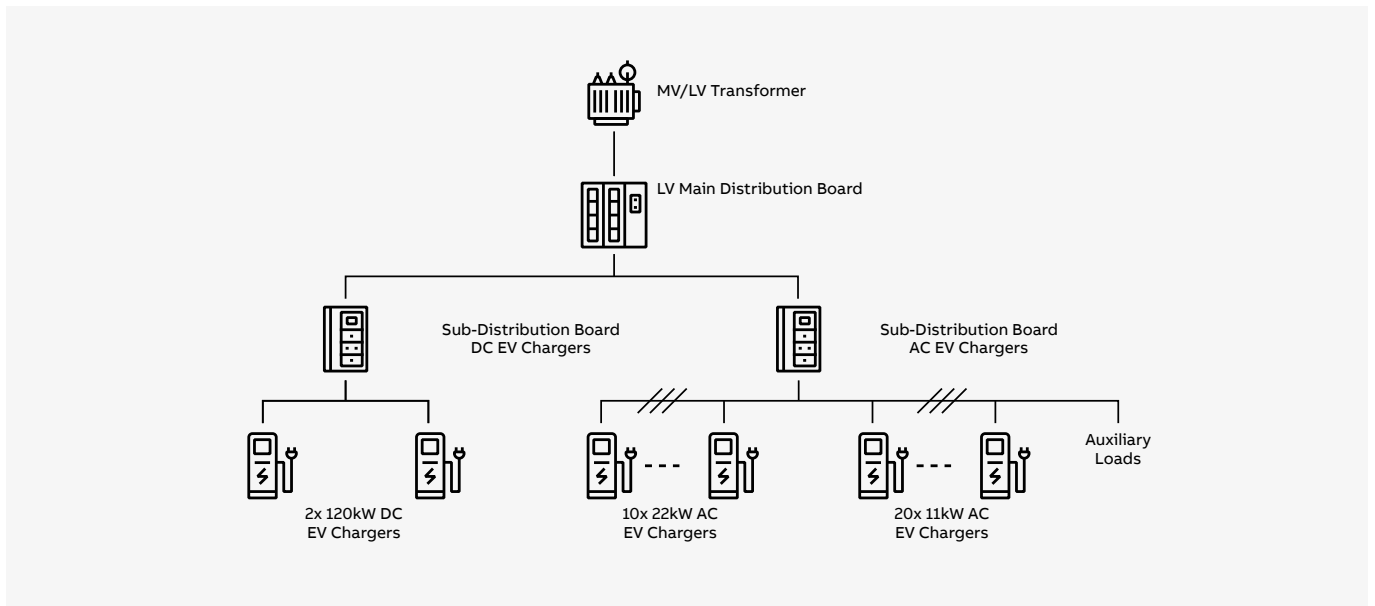 MV/LV Transformer
LV Main Distribution Board
Sub-Distribution Board
DC EV Chargers
Sub-Distribution Board
AC EV Chargers
Auxiliary
Loads
2x 120kW DC
EV Chargers
10x 22kW AC
EV Chargers
20x 11kW AC
EV Chargers